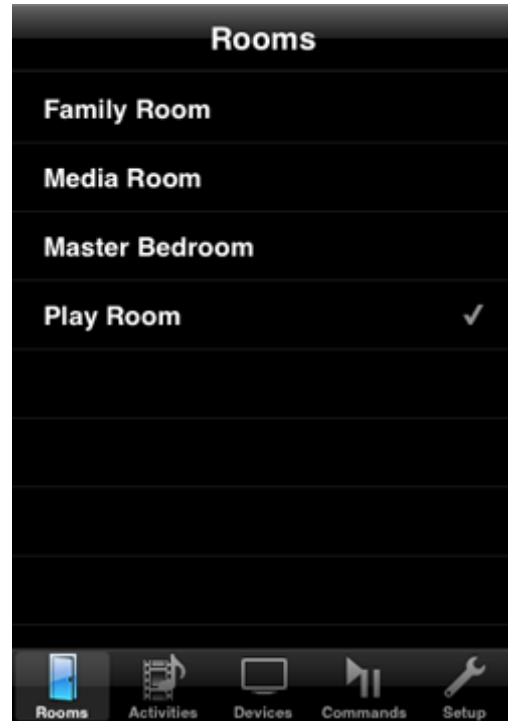 Rooms
Family Room
Media Room
Master Bedroom
Play Room
Rooms Activities Devices Commands Setup